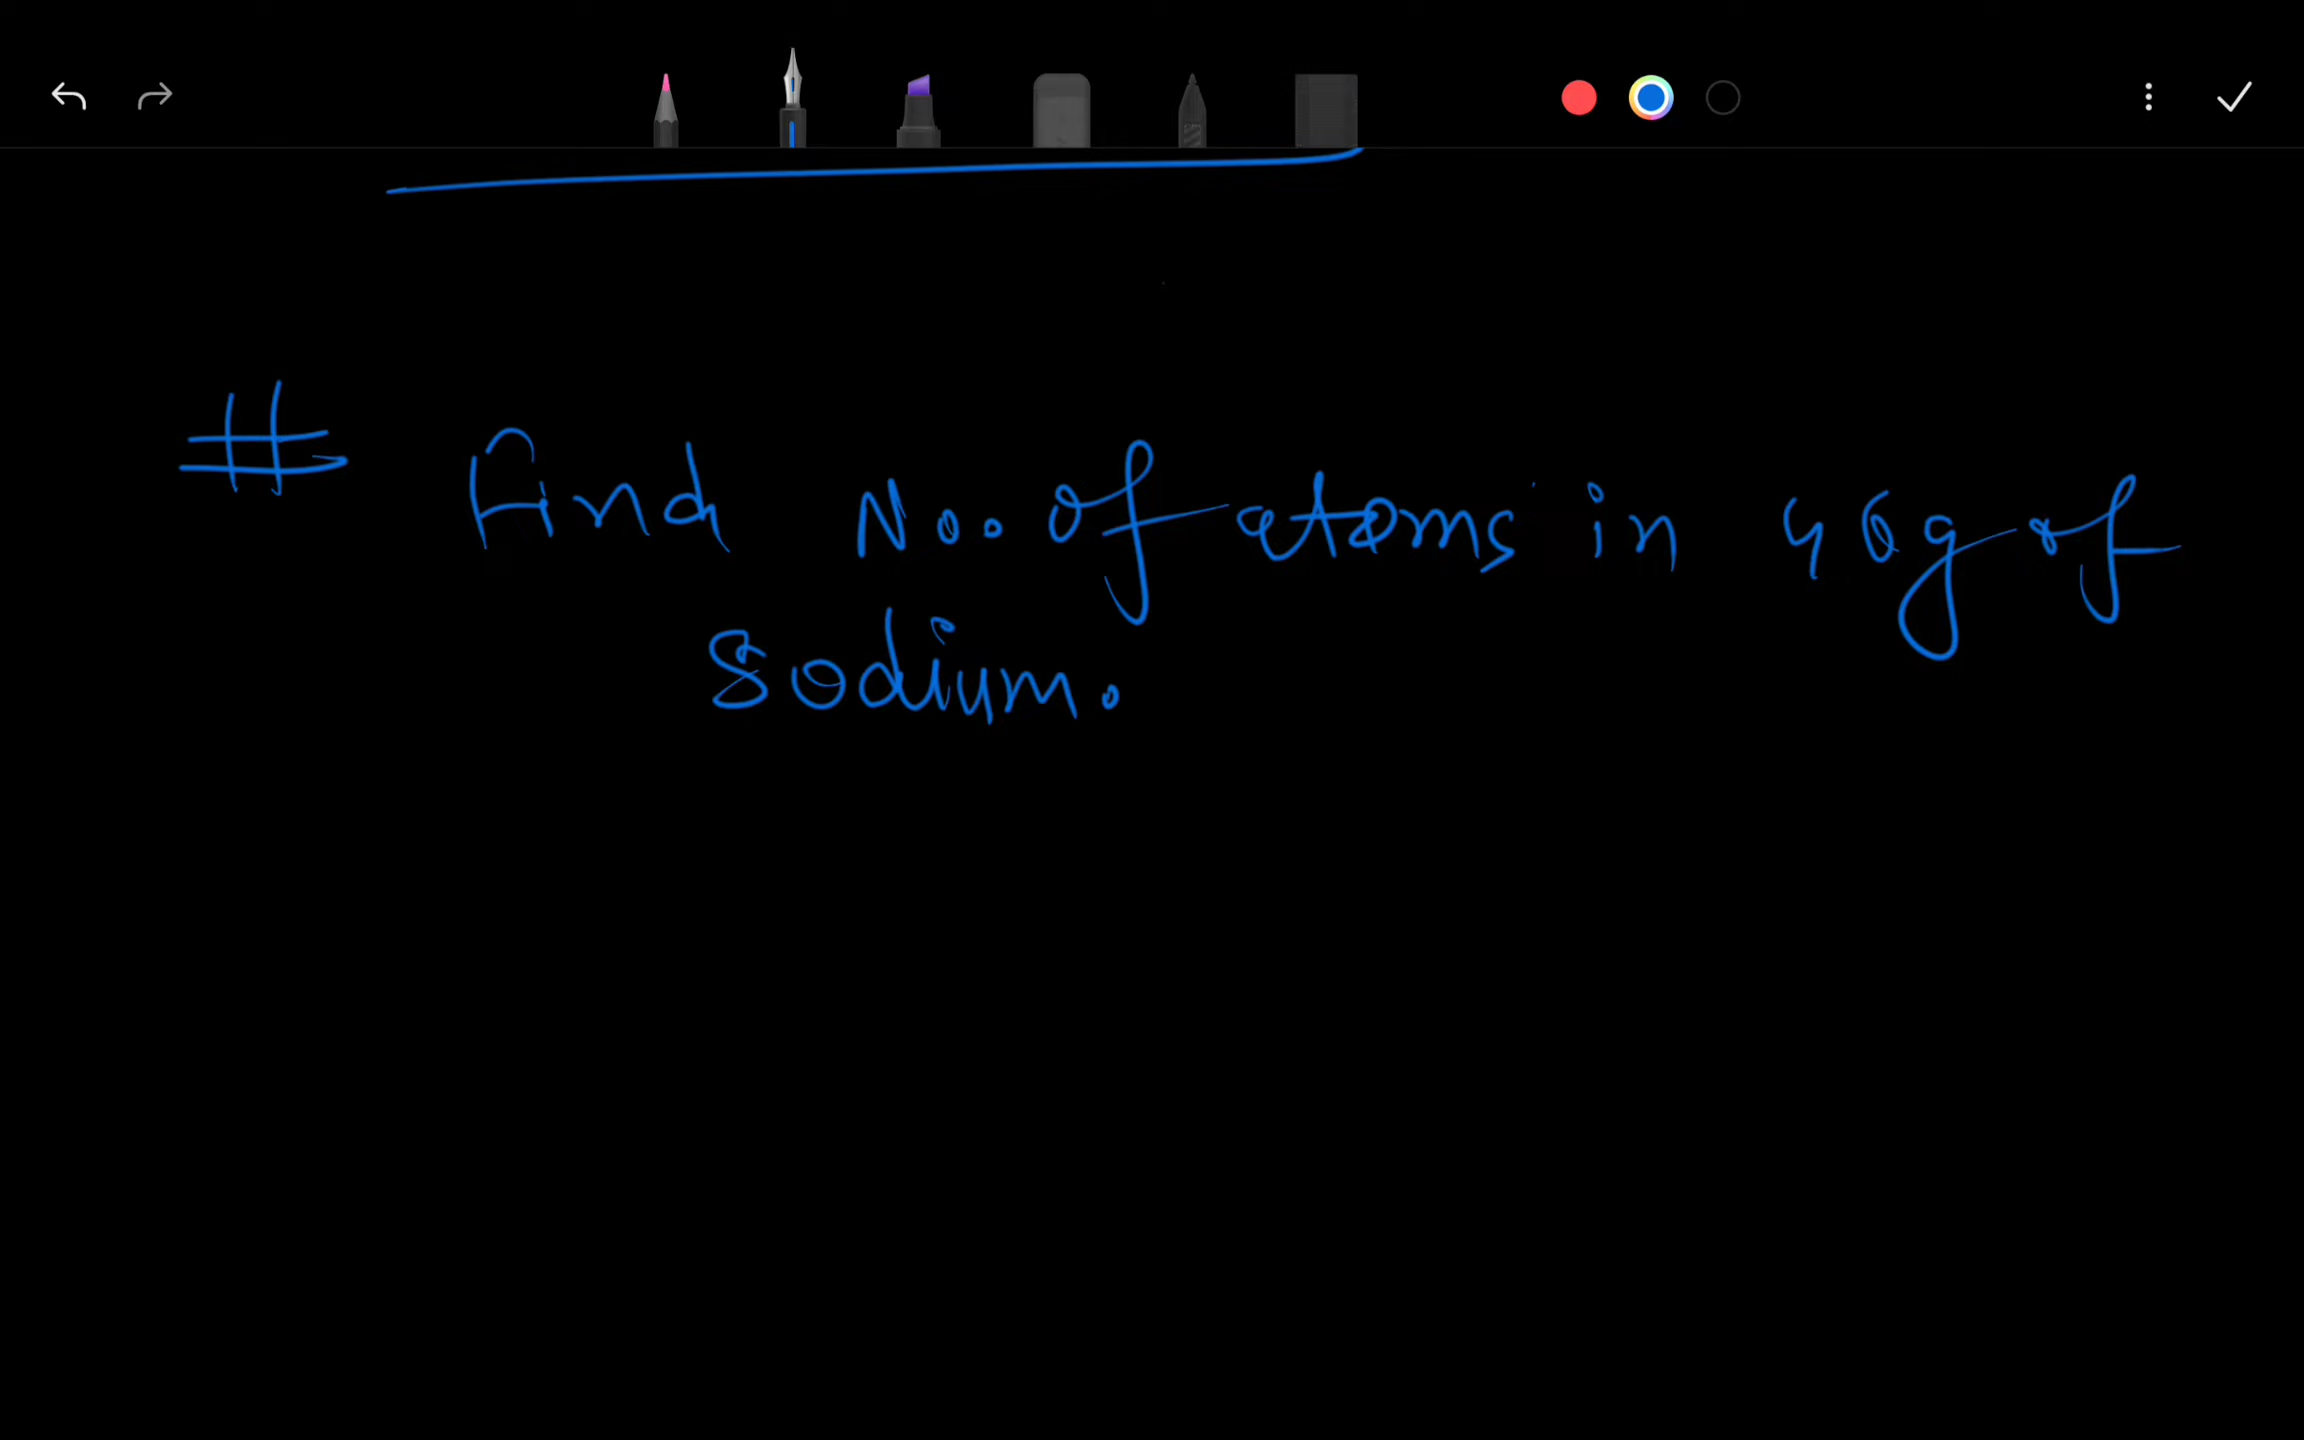 # Find No. of atoms in 46g of
Sodium.